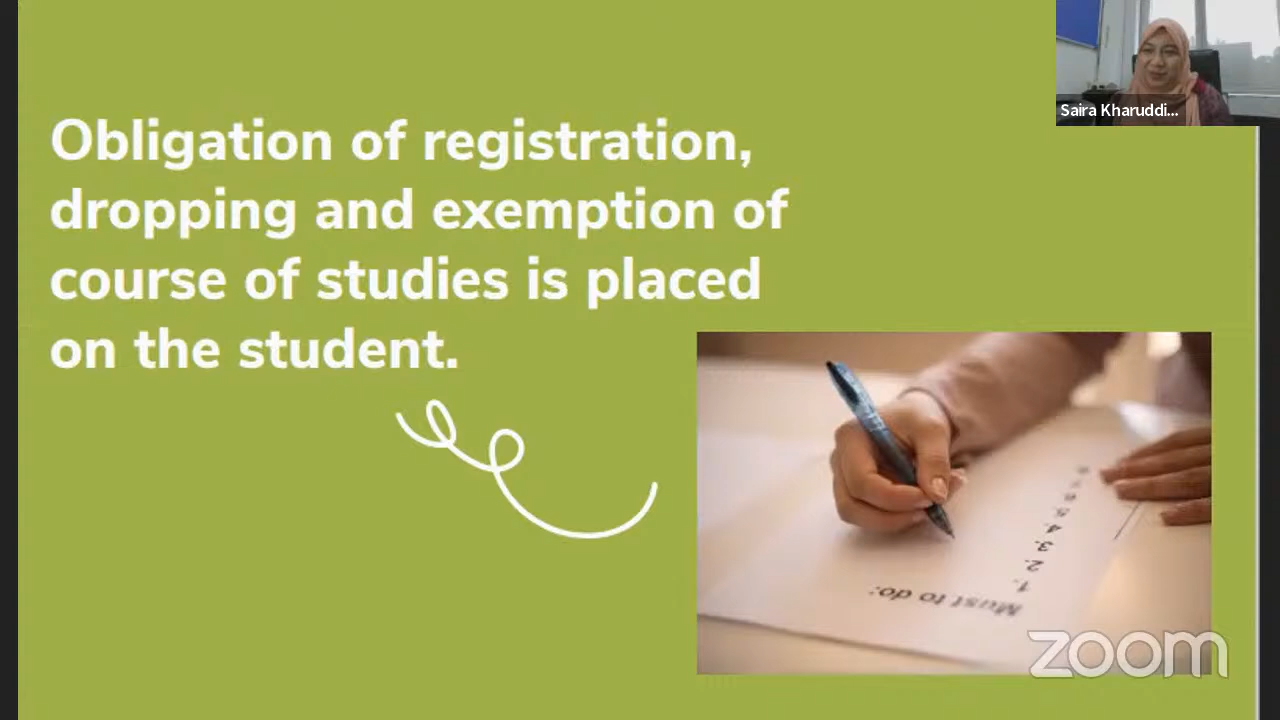 Obligation of registration,
dropping and exemption of
course of studies is placed
on the student.
Saira Kharuddi...
Must to do:
1.
2.
3.
4.
5.
zoom